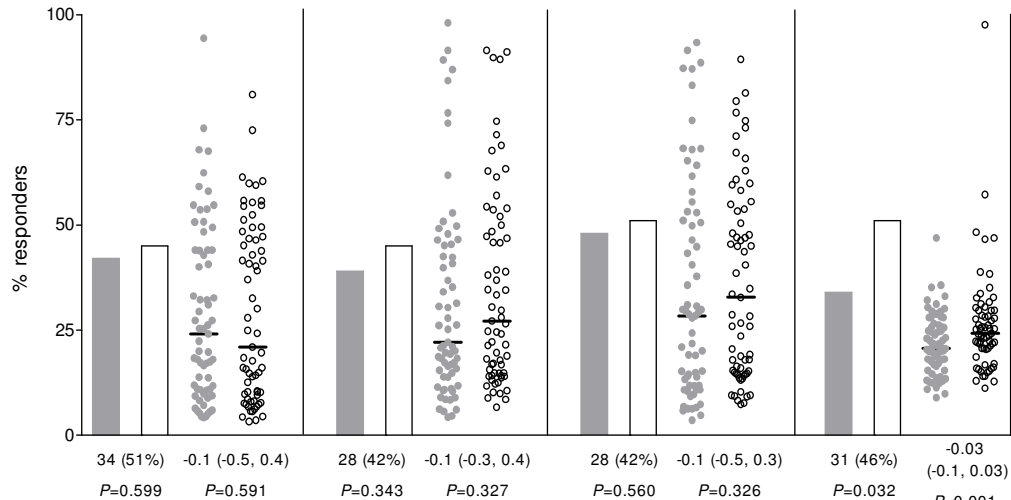 100
75
50
25
0
% responders
34 (51%) -0.1 (-0.5, 0.4) 28 (42%) -0.1 (-0.3, 0.4) 28 (42%) -0.1 (-0.5, 0.3) 31 (46%) -0.03
(-0.1, 0.03)
P=0.599 P=0.591 P=0.343 P=0.327 P=0.560 P=0.326 P=0.032